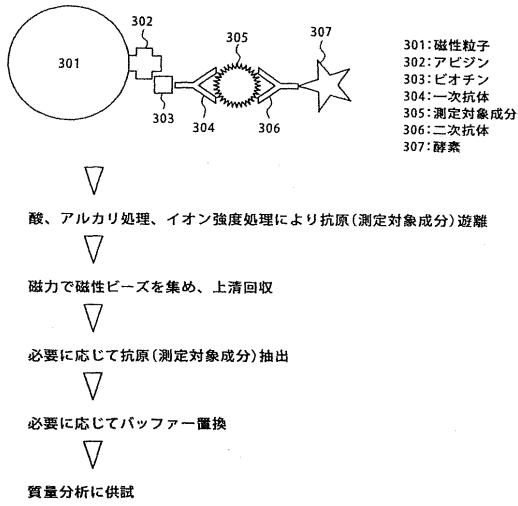 302
305
307
301
303
304
306
301:磁性粒子
302:アビジン
303:ビオチン
304:一次抗体
305:測定対象成分
306:二次抗体
307:酵素
酸、アルカリ処理、イオン強度処理により抗原(測定対象成分)遊離
磁力で磁性ビーズを集め、上清回収
必要に応じて抗原(測定対象成分)抽出
必要に応じてバッファー置換
質量分析に供試